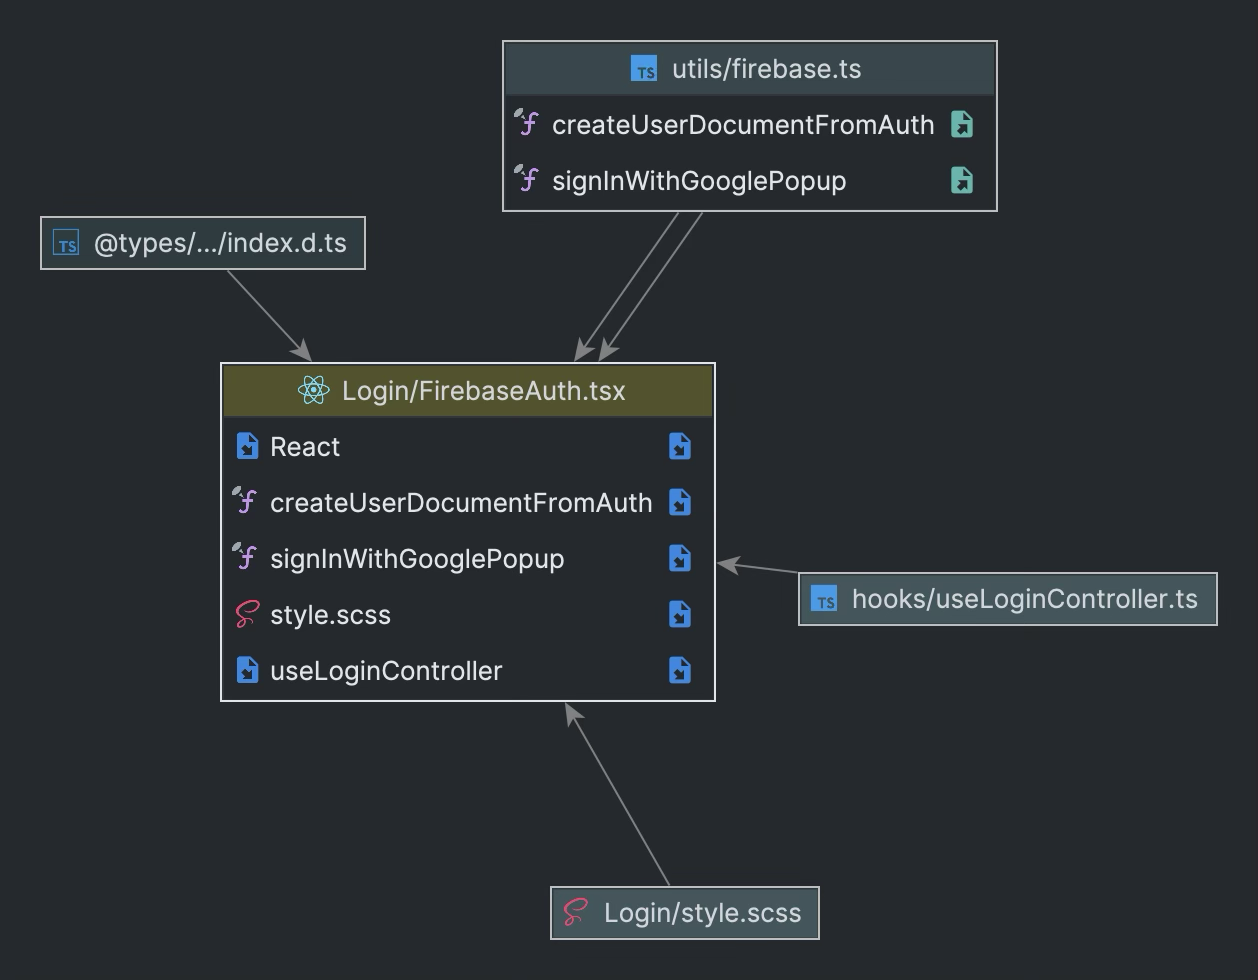 TS utils/firebase.ts
createUserDocumentFromAuth
signInWithGooglePopup
TS @types/.../index.d.ts
Login/FirebaseAuth.tsx
React
createUserDocumentFromAuth
signInWithGooglePopup
style.scss
useLoginController
TS hooks/useLoginController.ts
Login/style.scss